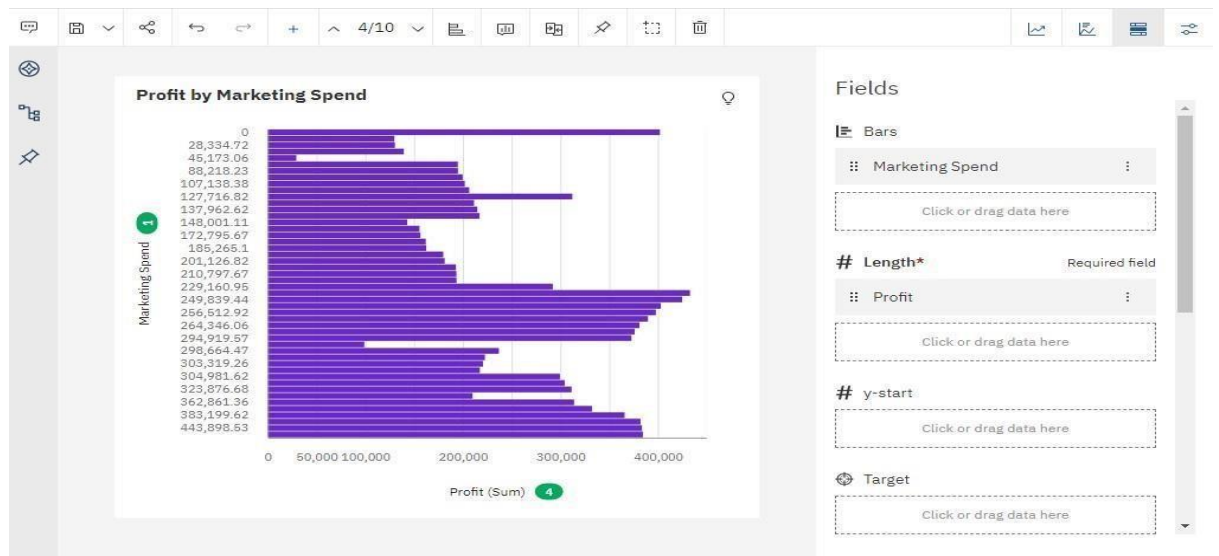 4/10
Profit by Marketing Spend
0
28,334.72
45,173.06
88,218.23
107,138.38
127,716.82
137,962.62
148,001.11
172,795.67
185,265.1
201,126.82
210,797.67
229,160.95
249,839.44
256,512.92
264,346.06
294,919.57
298,664.47
303,319.26
304,981.62
323,876.68
362,861.36
383,199.62
443,898.53
Marketing Spend 1
0 50,000 100,000 200,000 300,000 400,000
Profit (Sum) 4
Fields
Bars
Marketing Spend
Click or drag data here
# Length* Required field
Profit
Click or drag data here
# y-start
Click or drag data here
Target
Click or drag data here